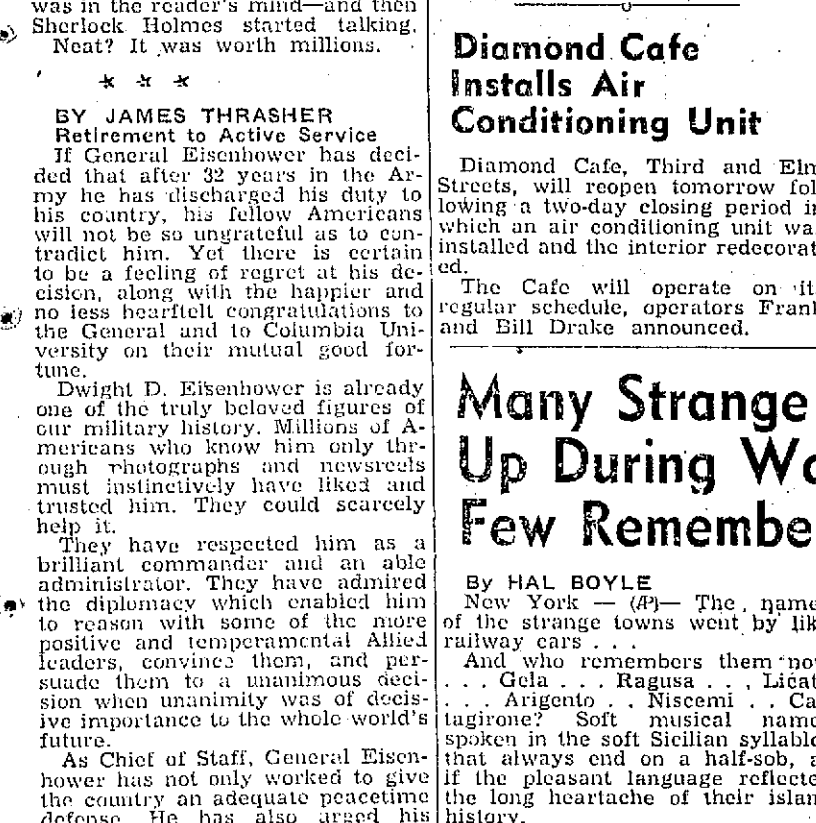 was in the reader's mind—and then
Sherlock Holmes started talking.
Neat? It was worth millions.
* * *
BY JAMES THRASHER
Retirement to Active Service
If General Eisenhower has deci-
ded that after 32 years in the Ar-
my he has discharged his duty to
his country, his fellow Americans
will not be so ungrateful as to con-
tradict him. Yet there is certain
to be a feeling of regret at his de-
cision, along with the happier and
no less heartfelt congratulations to
the General and to Columbia Uni-
versity on their mutual good for-
tune.
Dwight D. Eisenhower is already
one of the truly beloved figures of
our military history. Millions of A-
mericans who know him only thr-
ough photographs and newsreels
must instinctively have liked and
trusted him. They could scarcely
help it.
They have respected him as a
brilliant commander and an able
administrator. They have admired
the diplomacy which enabled him
to reason with some of the more
positive and temperamental Allied
leaders, convince them, and per-
suade them to a unanimous deci-
sion when unanimity was of decis-
ive importance to the whole world's
future.
As Chief of Staff, General Eisen-
hower has not only worked to give
the country an adequate peacetime
defense. He has also urged his
Diamond Cafe
Installs Air
Conditioning Unit
Diamond Cafe, Third and Elm
Streets, will reopen tomorrow fol
lowing a two-day closing period in
which an air conditioning unit wa
installed and the interior redecorat
ed.
The Cafe will operate on it
regular schedule, operators Frank
and Bill Drake announced.
Many Strange
Up During Wa
Few Remembe
By HAL BOYLE
New York — (AP)— The name
of the strange towns went by lik
railway cars . . .
And who remembers them now
. . . Gela . . . Ragusa . . . Licat
. . . Arigento . . Niscemi . . Ca
tagirone? Soft musical name
spoken in the soft Sicilian syllable
that always end on a half-sob, a
if the pleasant language reflecte
the long heartache of their islan
history.